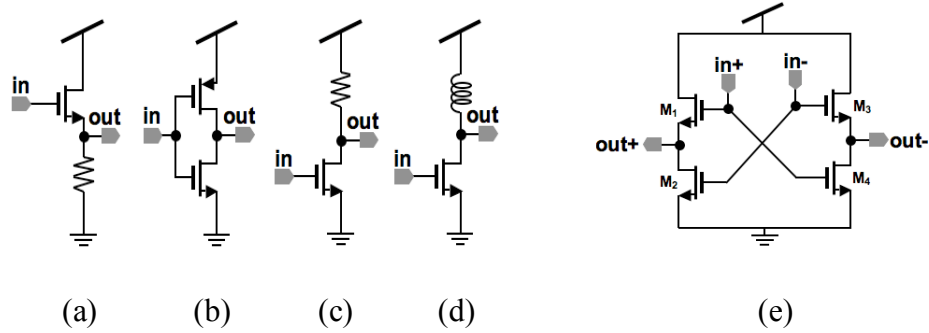 in
out
in
out
in
out
in
out
in+
in-
M1
M3
out+
out-
M2
M4
(a)
(b)
(c)
(d)
(e)